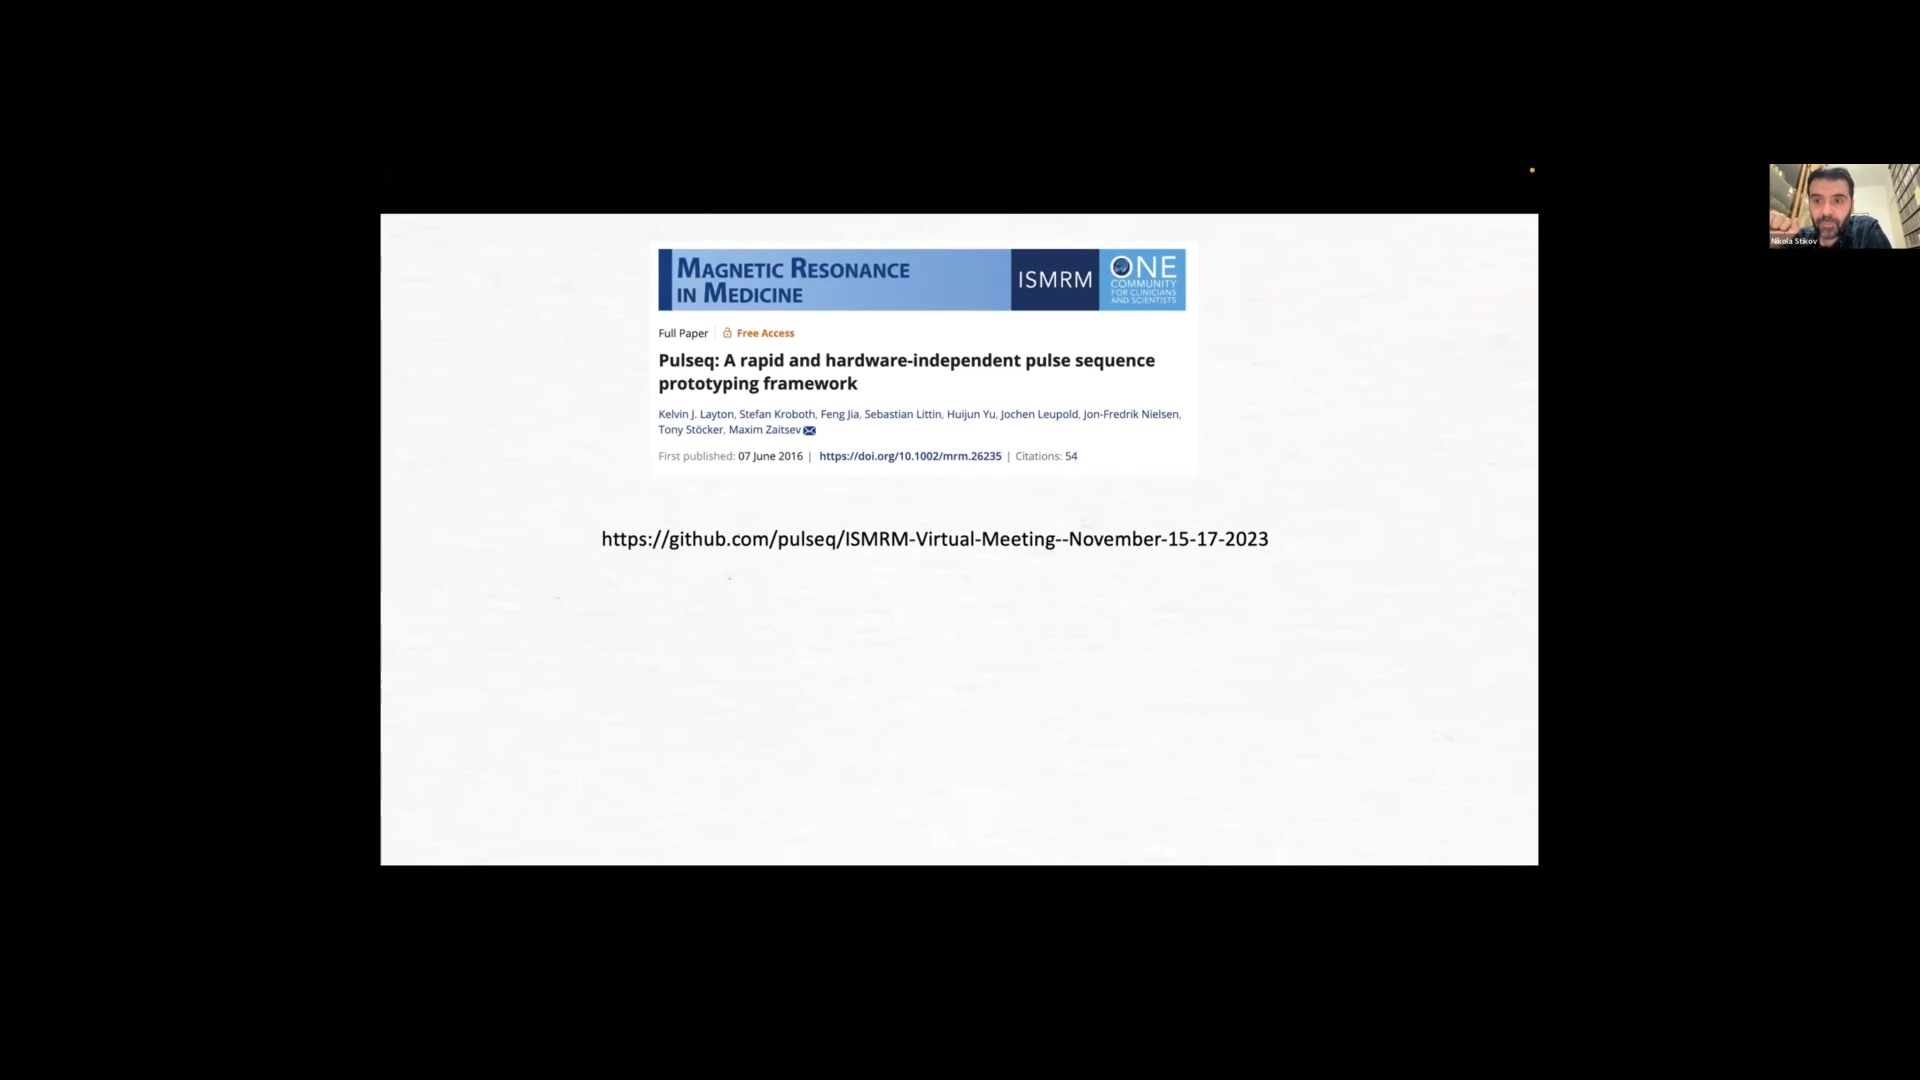 MAGNETIC RESONANCE
IN MEDICINE
ISMRM
ONE
COMMUNITY
FOR CLINICIANS
AND SCIENTISTS
Full Paper | Free Access
Pulseq: A rapid and hardware-independent pulse sequence
prototyping framework
Kelvin J. Layton, Stefan Kroboth, Feng Jia, Sebastian Littin, Huijun Yu, Jochen Leupold, Jon-Fredrik Nielsen,
Tony Stöcker, Maxim Zaitsev
First published: 07 June 2016 | https://doi.org/10.1002/mrm.26235 | Citations: 54
https://github.com/pulseq/ISMRM-Virtual-Meeting--November-15-17-2023
Nikola Stikov